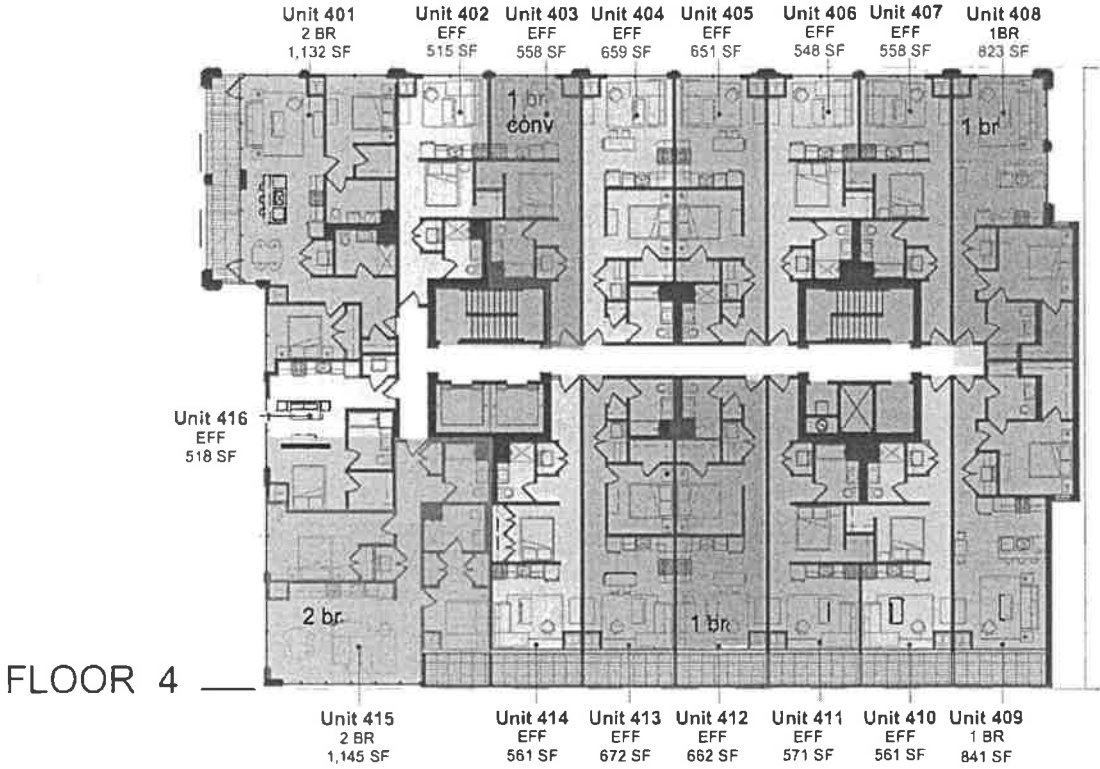 Unit 401
2 BR
1,132 SF
Unit 402
EFF
515 SF
Unit 403
EFF
558 SF
Unit 404
EFF
659 SF
Unit 405
EFF
651 SF
Unit 406
EFF
548 SF
Unit 407
EFF
558 SF
Unit 408
1BR
823 SF
1 br
conv
1 br
Unit 416
EFF
518 SF
2 br
1 br
FLOOR 4
Unit 415
2 BR
1,145 SF
Unit 414
EFF
561 SF
Unit 413
EFF
672 SF
Unit 412
EFF
662 SF
Unit 411
EFF
571 SF
Unit 410
EFF
561 SF
Unit 409
1 BR
841 SF